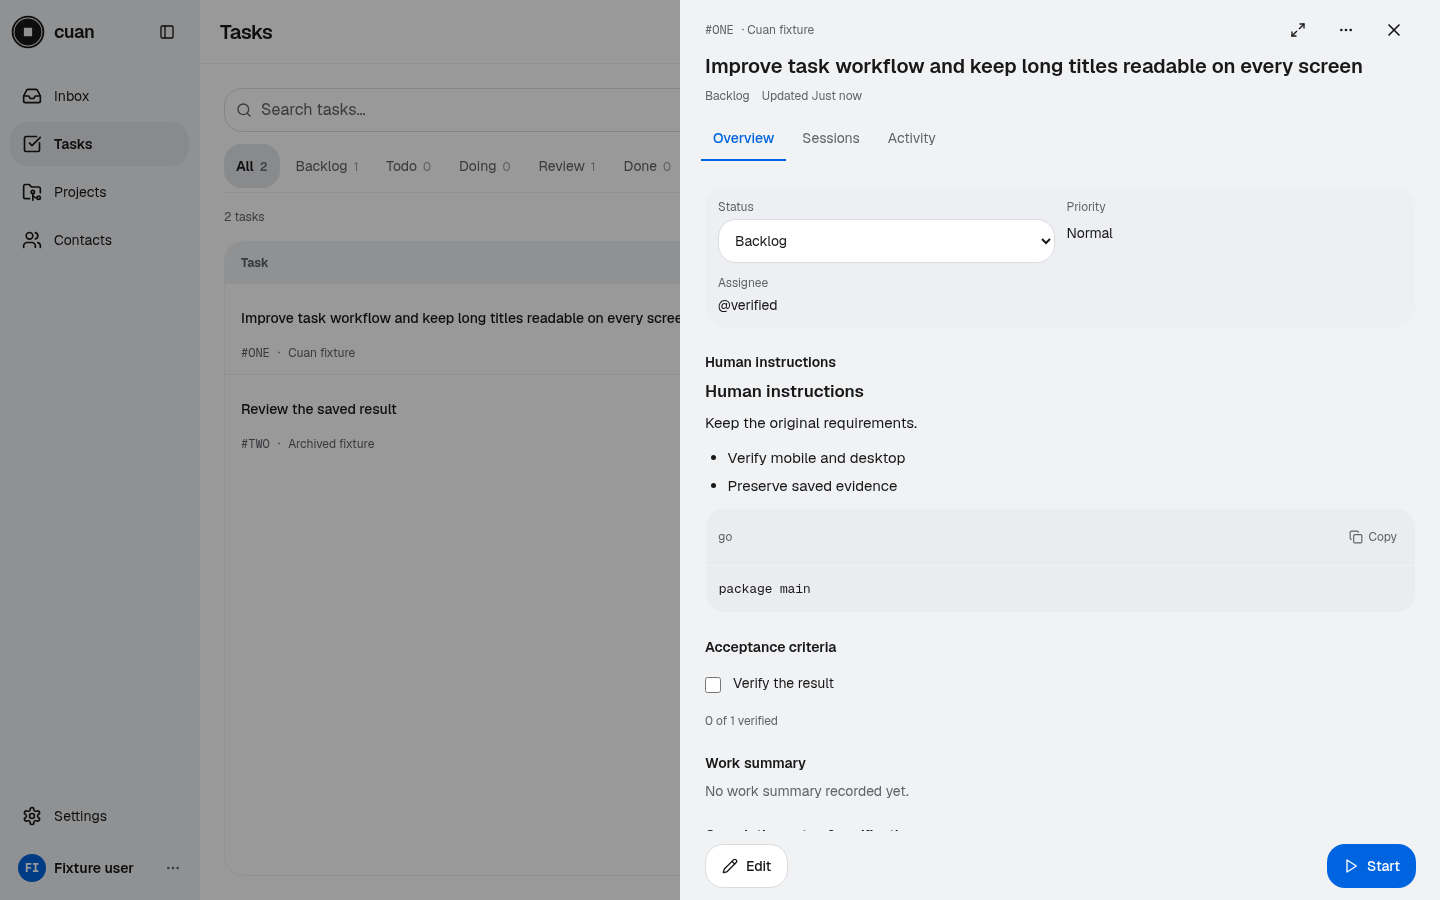 cuan
Inbox
Tasks
Projects
Contacts
Settings
FI Fixture user
Tasks
Search tasks...
All 2 Backlog 1 Todo 0 Doing 0 Review 1 Done 0
2 tasks
Task
Improve task workflow and keep long titles readable on every scree
#ONE · Cuan fixture
Review the saved result
#TWO · Archived fixture
#ONE · Cuan fixture
Improve task workflow and keep long titles readable on every screen
Backlog Updated Just now
Overview Sessions Activity
Status
Backlog
Priority
Normal
Assignee
@verified
Human instructions
Human instructions
Keep the original requirements.
• Verify mobile and desktop
• Preserve saved evidence
go
Copy
package main
Acceptance criteria
Verify the result
0 of 1 verified
Work summary
No work summary recorded yet.
Edit
Start